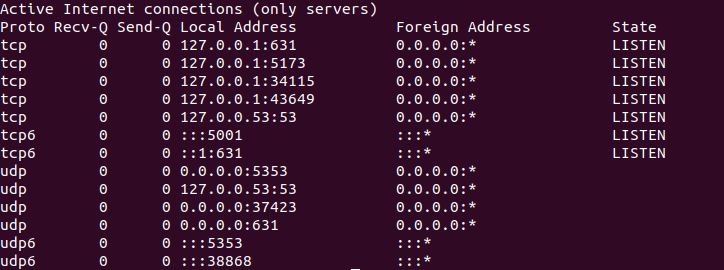 Active Internet connections (only servers)
Proto Recv-Q Send-Q Local Address           Foreign Address         State
tcp        0      0 127.0.0.1:631           0.0.0.0:*               LISTEN
tcp        0      0 127.0.0.1:5173          0.0.0.0:*               LISTEN
tcp        0      0 127.0.0.1:34115         0.0.0.0:*               LISTEN
tcp        0      0 127.0.0.1:43649         0.0.0.0:*               LISTEN
tcp        0      0 127.0.0.53:53           0.0.0.0:*               LISTEN
tcp6       0      0 :::5001                 :::*                    LISTEN
tcp6       0      0 ::1:631                 :::*                    LISTEN
udp        0      0 0.0.0.0:5353            0.0.0.0:*
udp        0      0 127.0.0.53:53           0.0.0.0:*
udp        0      0 0.0.0.0:37423           0.0.0.0:*
udp        0      0 0.0.0.0:631             0.0.0.0:*
udp6       0      0 :::5353                 :::*
udp6       0      0 :::38868                :::*